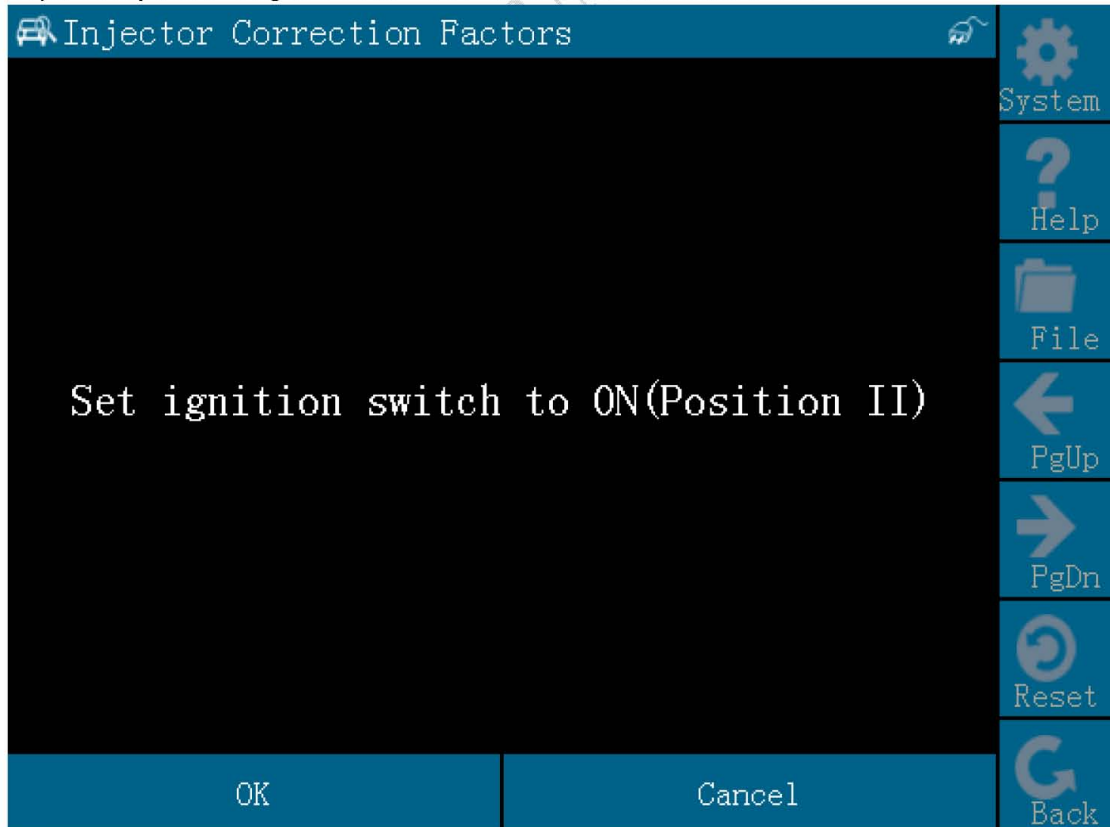 Injector Correction Factors
System
Help
File
Set ignition switch to ON(Position II)
PgUp
PgDn
Reset
OK
Cancel
Back